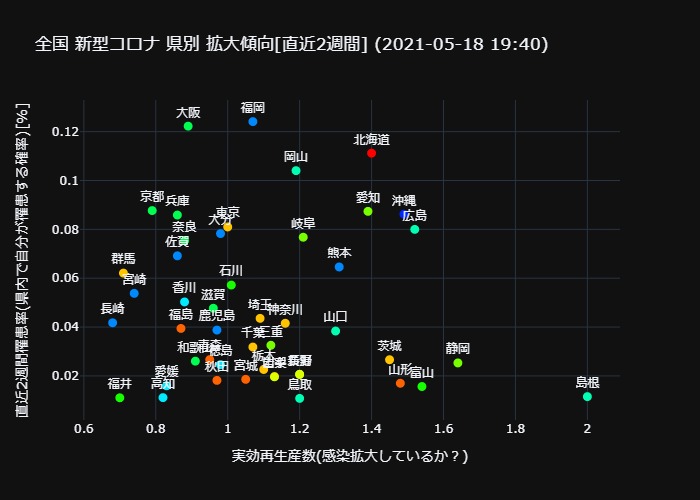 全国 新型コロナ 県別 拡大傾向[直近2週間] (2021-05-18 19:40)
直近2週間罹患率(県内で自分が罹患する確率)[%]
0.12
0.1
0.08
0.06
0.04
0.02
大阪
福岡
北海道
岡山
京都
兵庫
愛知
沖縄
東京
広島
大分
奈良
岐阜
佐賀
群馬
熊本
石川
宮崎
香川
滋賀
長崎
福島
鹿児島
埼玉
神奈川
山口
千葉
三重
和歌山
青森
徳島
栃木
茨城
静岡
秋田
宮城
長野
愛媛
山形
富山
福井
高知
鳥取
島根
0.6
0.8
1
1.2
1.4
1.6
1.8
2
実効再生産数(感染拡大しているか？)